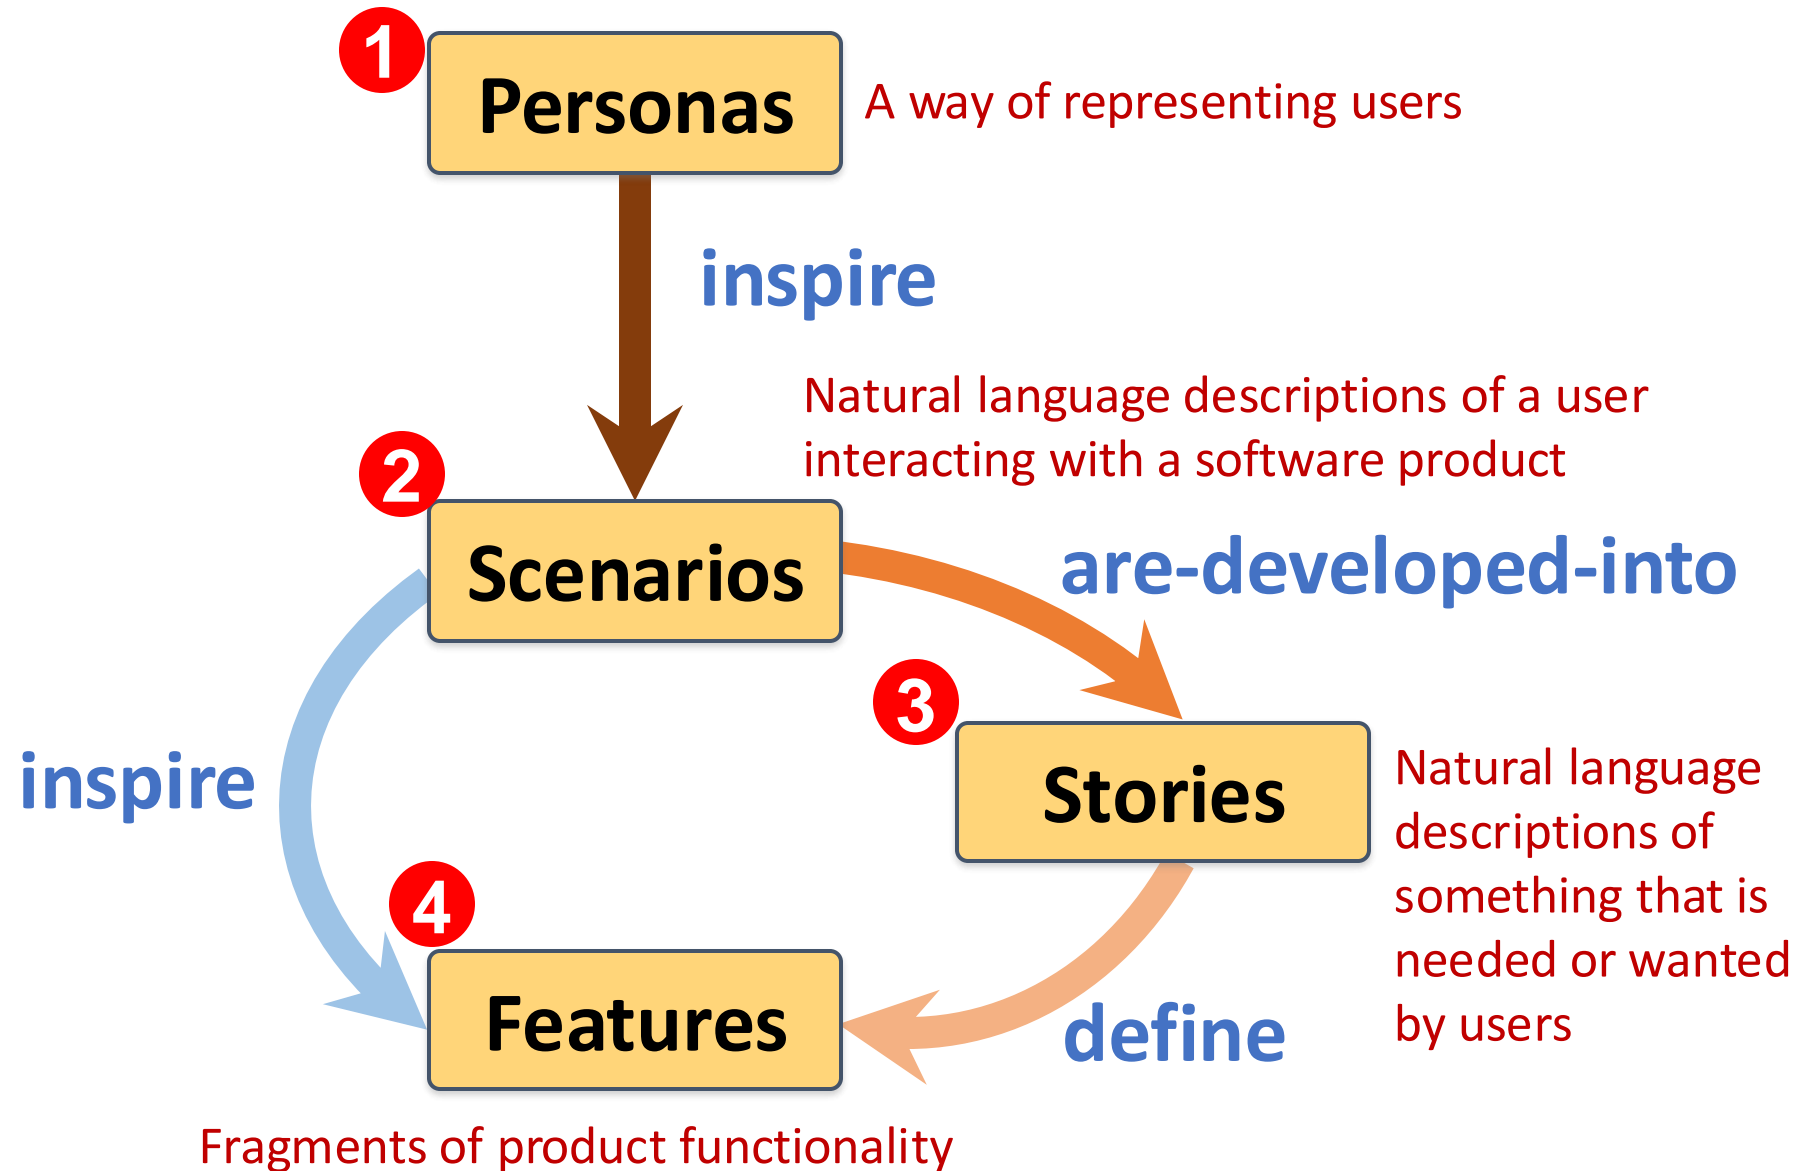 1
Personas
A way of representing users
inspire
Natural language descriptions of a user
interacting with a software product
2
Scenarios
are-developed-into
3
Stories
Natural language
descriptions of
something that is
needed or wanted
by users
inspire
4
Features
define
Fragments of product functionality